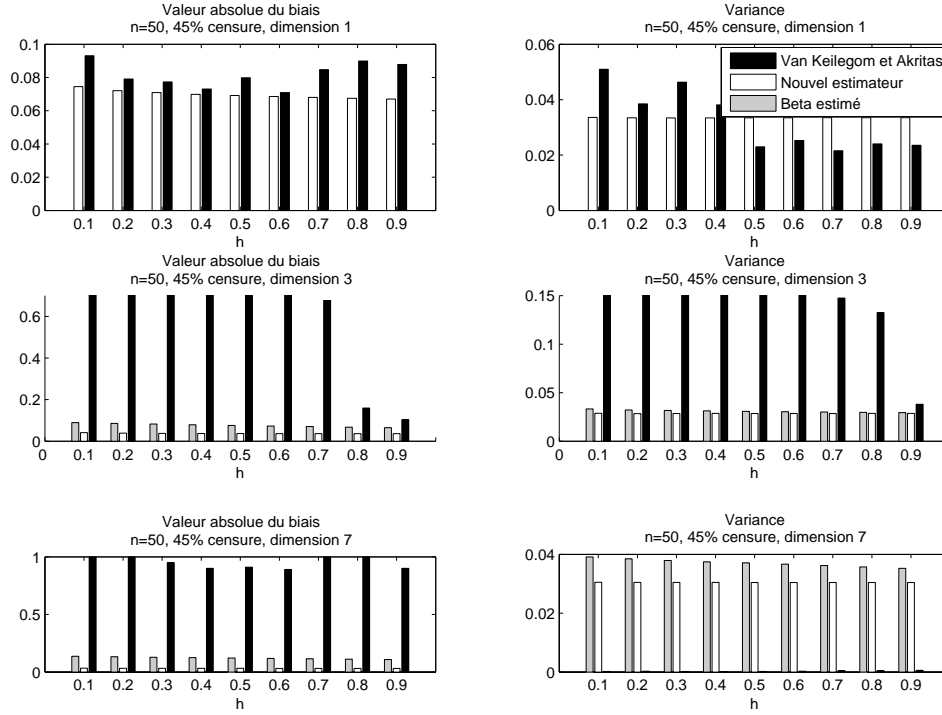 Valeur absolue du biais
n=50, 45% censure, dimension 1
0.1
0.08
0.06
0.04
0.02
0
0.1 0.2 0.3 0.4 0.5 0.6 0.7 0.8 0.9
h
Variance
n=50, 45% censure, dimension 1
0.06
0.04
0.02
0
Van Keilegom et Akritas
Nouvel estimateur
Beta estimé
0.1 0.2 0.3 0.4 0.5 0.6 0.7 0.8 0.9
h
Valeur absolue du biais
n=50, 45% censure, dimension 3
0.6
0.4
0.2
0
0 0.1 0.2 0.3 0.4 0.5 0.6 0.7 0.8 0.9
h
Variance
n=50, 45% censure, dimension 3
0.15
0.1
0.05
0
0 0.1 0.2 0.3 0.4 0.5 0.6 0.7 0.8 0.9
h
Valeur absolue du biais
n=50, 45% censure, dimension 7
1
0.5
0
0.1 0.2 0.3 0.4 0.5 0.6 0.7 0.8 0.9
h
Variance
n=50, 45% censure, dimension 7
0.04
0.02
0
0.1 0.2 0.3 0.4 0.5 0.6 0.7 0.8 0.9
h